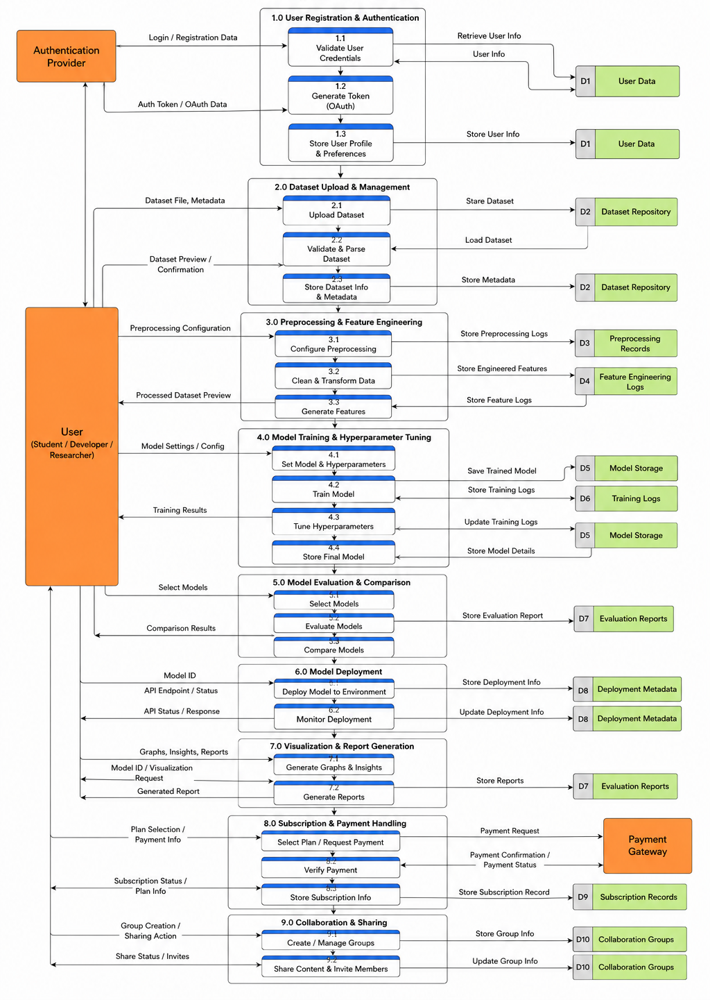 1.0 User Registration & Authentication
Authentication
Provider
Login / Registration Data
1.1
Validate User
Credentials
Retrieve User Info
User Info
D1
User Data
Auth Token / OAuth Data
1.2
Generate Token
(OAuth)
1.3
Store User Profile
& Preferences
Store User Info
D1
User Data
2.0 Dataset Upload & Management
Dataset File, Metadata
2.1
Upload Dataset
Stare Dataset
D2
Dataset Repository
2.2
Validate & Parse
Dataset
Load Dataset
Dataset Preview /
Confirmation
2.3
Store Dataset Info
& Metadata
Store Metadata
D2
Dataset Repository
User
(Student / Developer /
Researcher)
3.0 Preprocessing & Feature Engineering
Preprocessing Configuration
3.1
Configure Preprocessing
Store Preprocessing Logs
D3
Preprocessing
Records
3.2
Clean & Transform Data
Store Engineered Features
D4
Feature Engineering
Logs
Processed Dataset Preview
3.3
Generate Features
Store Feature Logs
4.0 Model Training & Hyperparameter Tuning
Model Settings / Config
4.1
Set Model & Hyperparameters
Save Trained Model
D5
Model Storage
4.2
Train Model
Store Training Logs
D6
Training Logs
Training Results
4.3
Tune Hyperparameters
Update Training Logs
D5
Model Storage
4.4
Store Final Model
Store Model Details
5.0 Model Evaluation & Comparison
Select Models
5.1
Select Models
5.2
Evaluate Models
Store Evaluation Report
D7
Evaluation Reports
Comparison Results
5.3
Compare Models
6.0 Model Deployment
Model ID
API Endpoint / Status
Deploy Model to Environment
Store Deployment Info
D8
Deployment Metadata
API Status / Response
6.2
Monitor Deployment
Update Deployment Info
D8
Deployment Metadata
7.0 Visualization & Report Generation
Graphs, Insights, Reports
7.1
Generate Graphs & Insights
Model ID / Visualization
Request
Generated Report
7.2
Generate Reports
Store Reports
D7
Evaluation Reports
8.0 Subscription & Payment Handling
Plan Selection /
Payment Info
Select Plan / Request Payment
Payment Request
Payment
Gateway
8.2
Verify Payment
Payment Confirmation /
Payment Status
Subscription Status /
Plan Info
8.3
Store Subscription Info
Store Subscription Record
D9
Subscription Records
9.0 Collaboration & Sharing
Group Creation /
Sharing Action
9.1
Create / Manage Groups
Store Group Info
D10
Collaboration Groups
Share Status / Invites
9.2
Share Content & Invite Members
Update Group Info
D10
Collaboration Groups